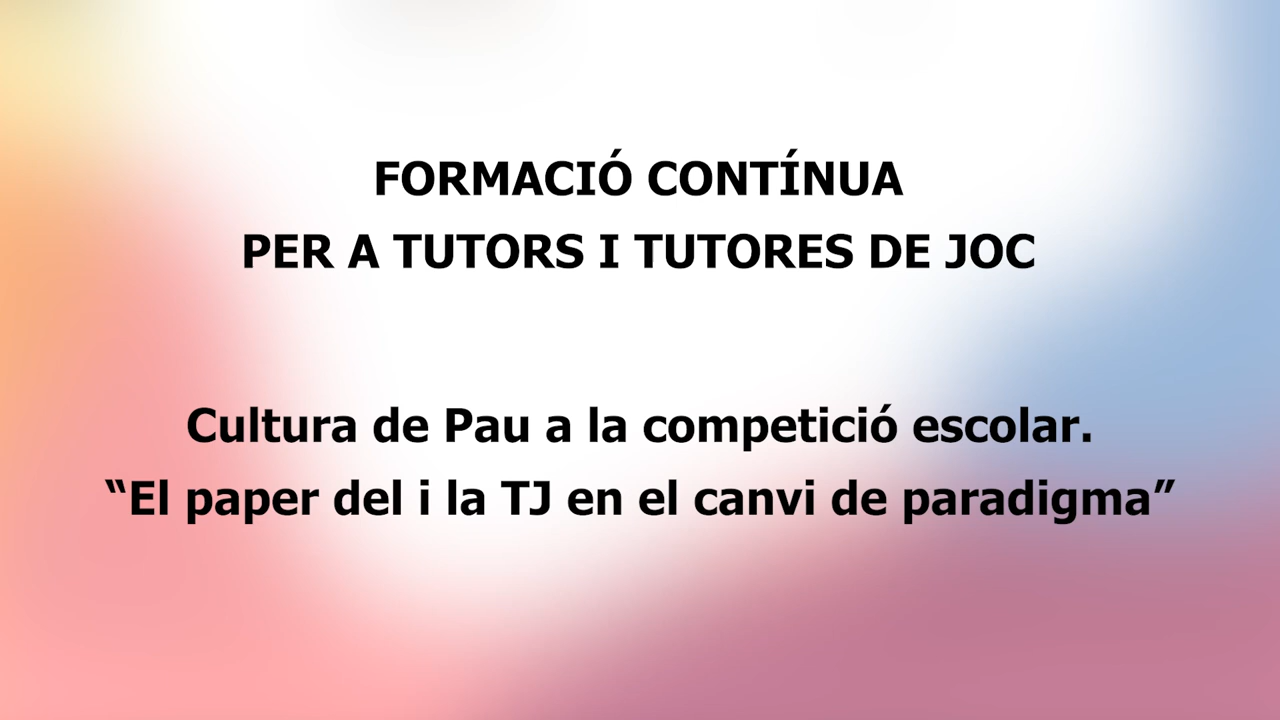 FORMACIÓ CONTÍNUA
PER A TUTORS I TUTORES DE JOC
Cultura de Pau a la competició escolar.
“El paper del i la TJ en el canvi de paradigma”